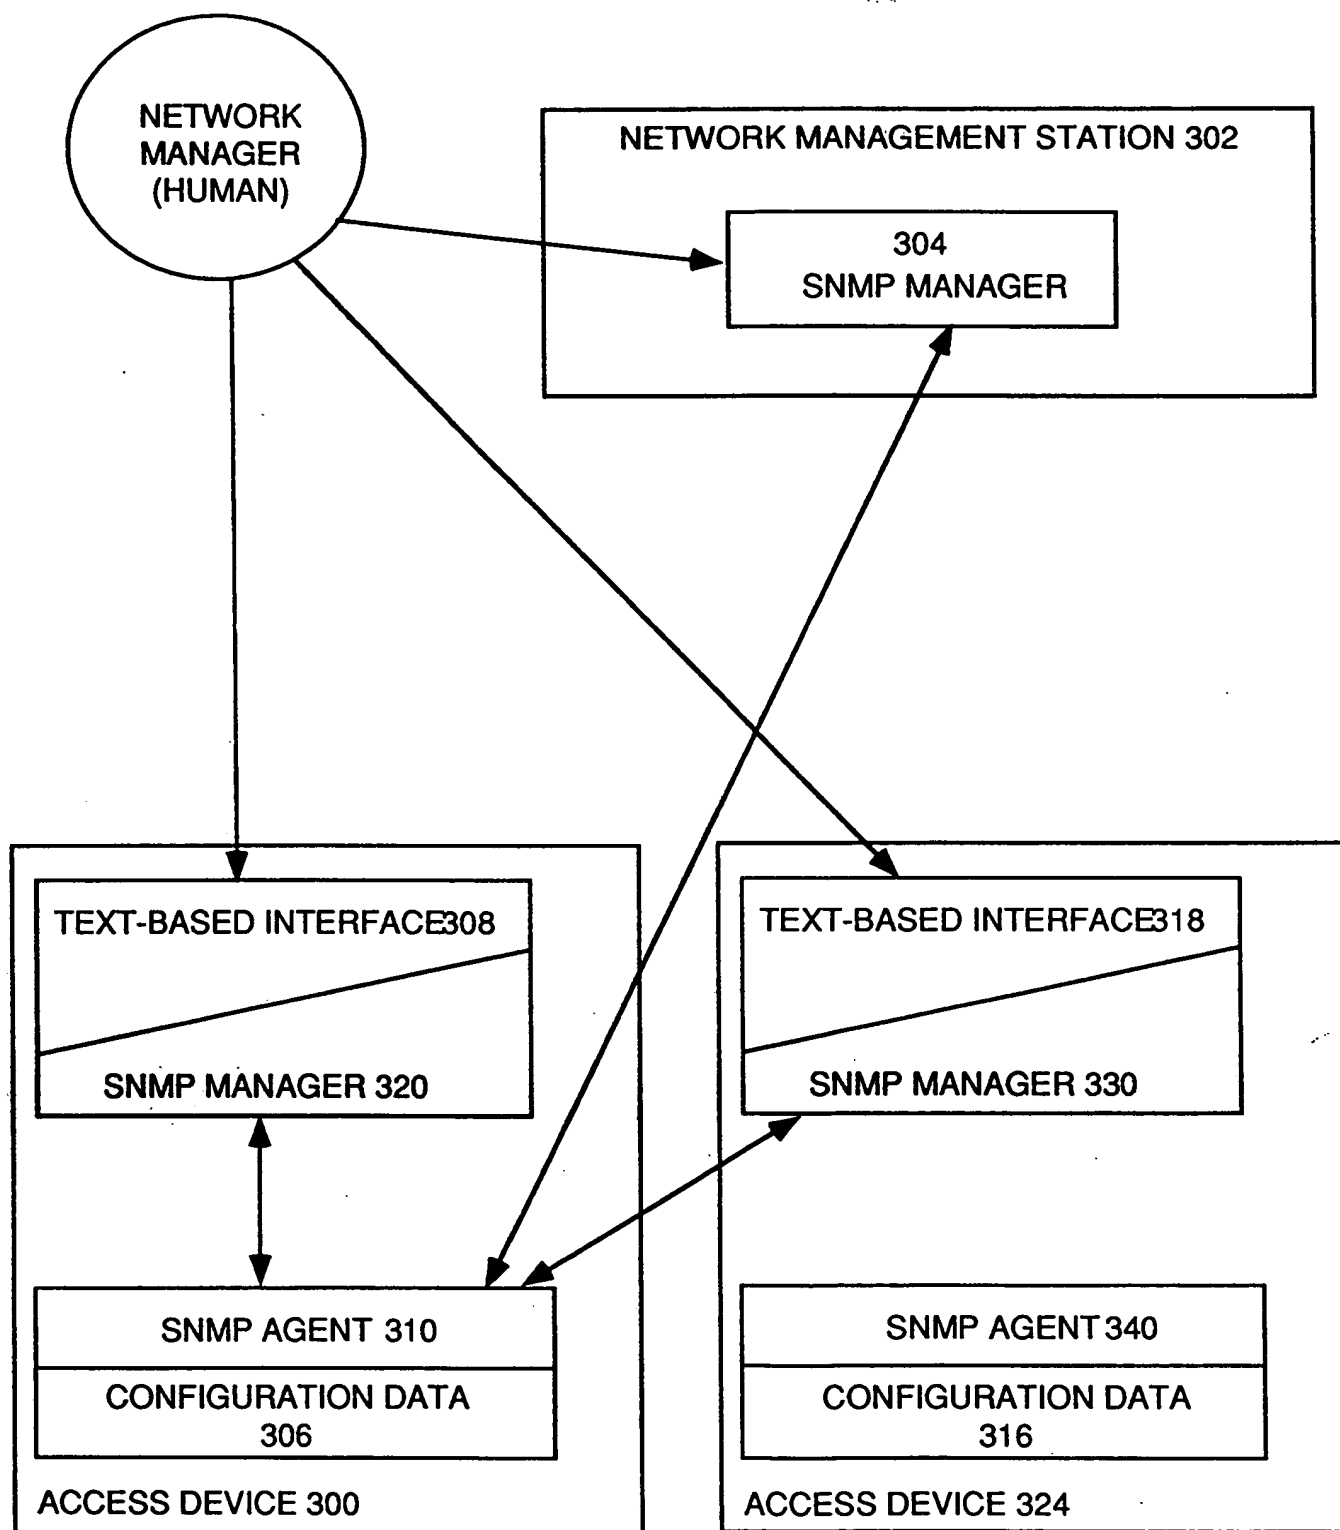 NETWORK
MANAGER
(HUMAN)
NETWORK MANAGEMENT STATION 302
304
SNMP MANAGER
TEXT-BASED INTERFACE308
SNMP MANAGER 320
SNMP AGENT 310
CONFIGURATION DATA
306
ACCESS DEVICE 300
TEXT-BASED INTERFACE318
SNMP MANAGER 330
SNMP AGENT 340
CONFIGURATION DATA
316
ACCESS DEVICE 324